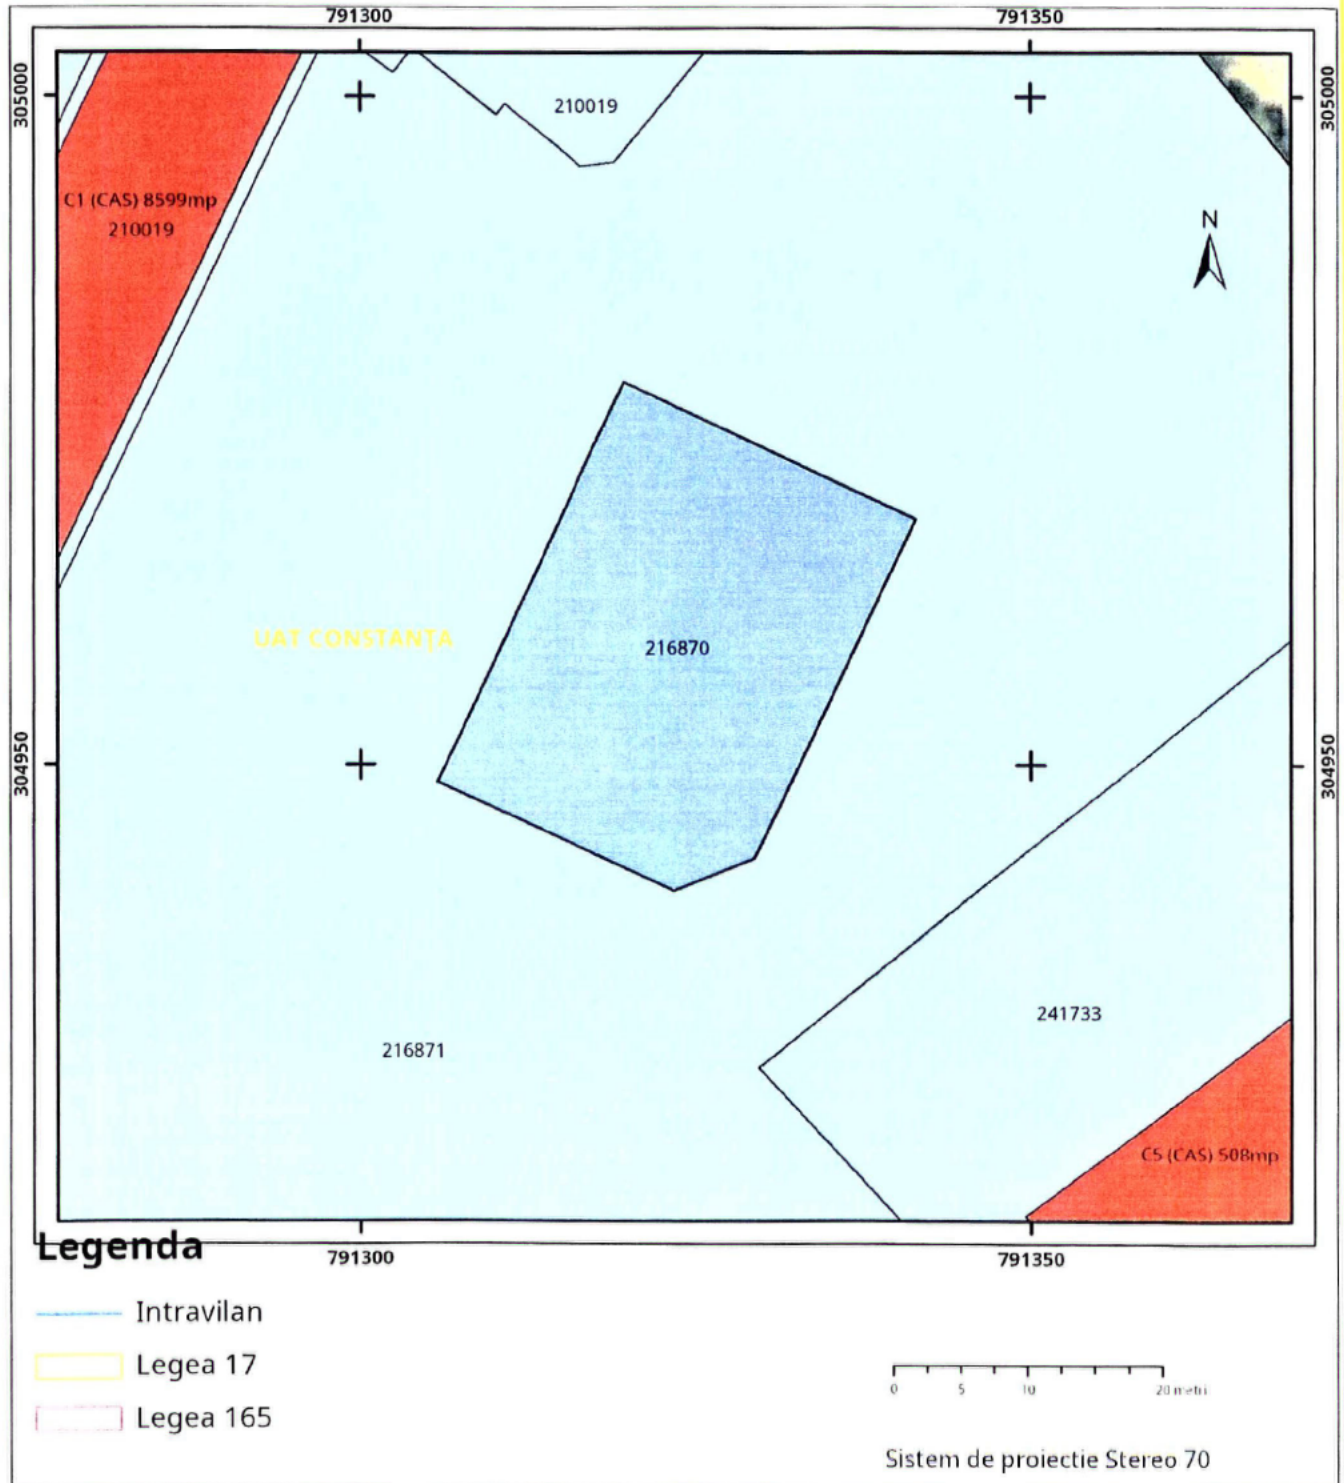 791300
791350
305000
305000
210019
C1 (CAS) 8599mp
210019
N
UAT CONSTANȚA
216870
304950
304950
241733
216871
C5 (CAS) 508mp
791300
791350
Legenda
Intravilan
Legea 17
Legea 165
0 5 10 20 metri
Sistem de proiectie Stereo 70